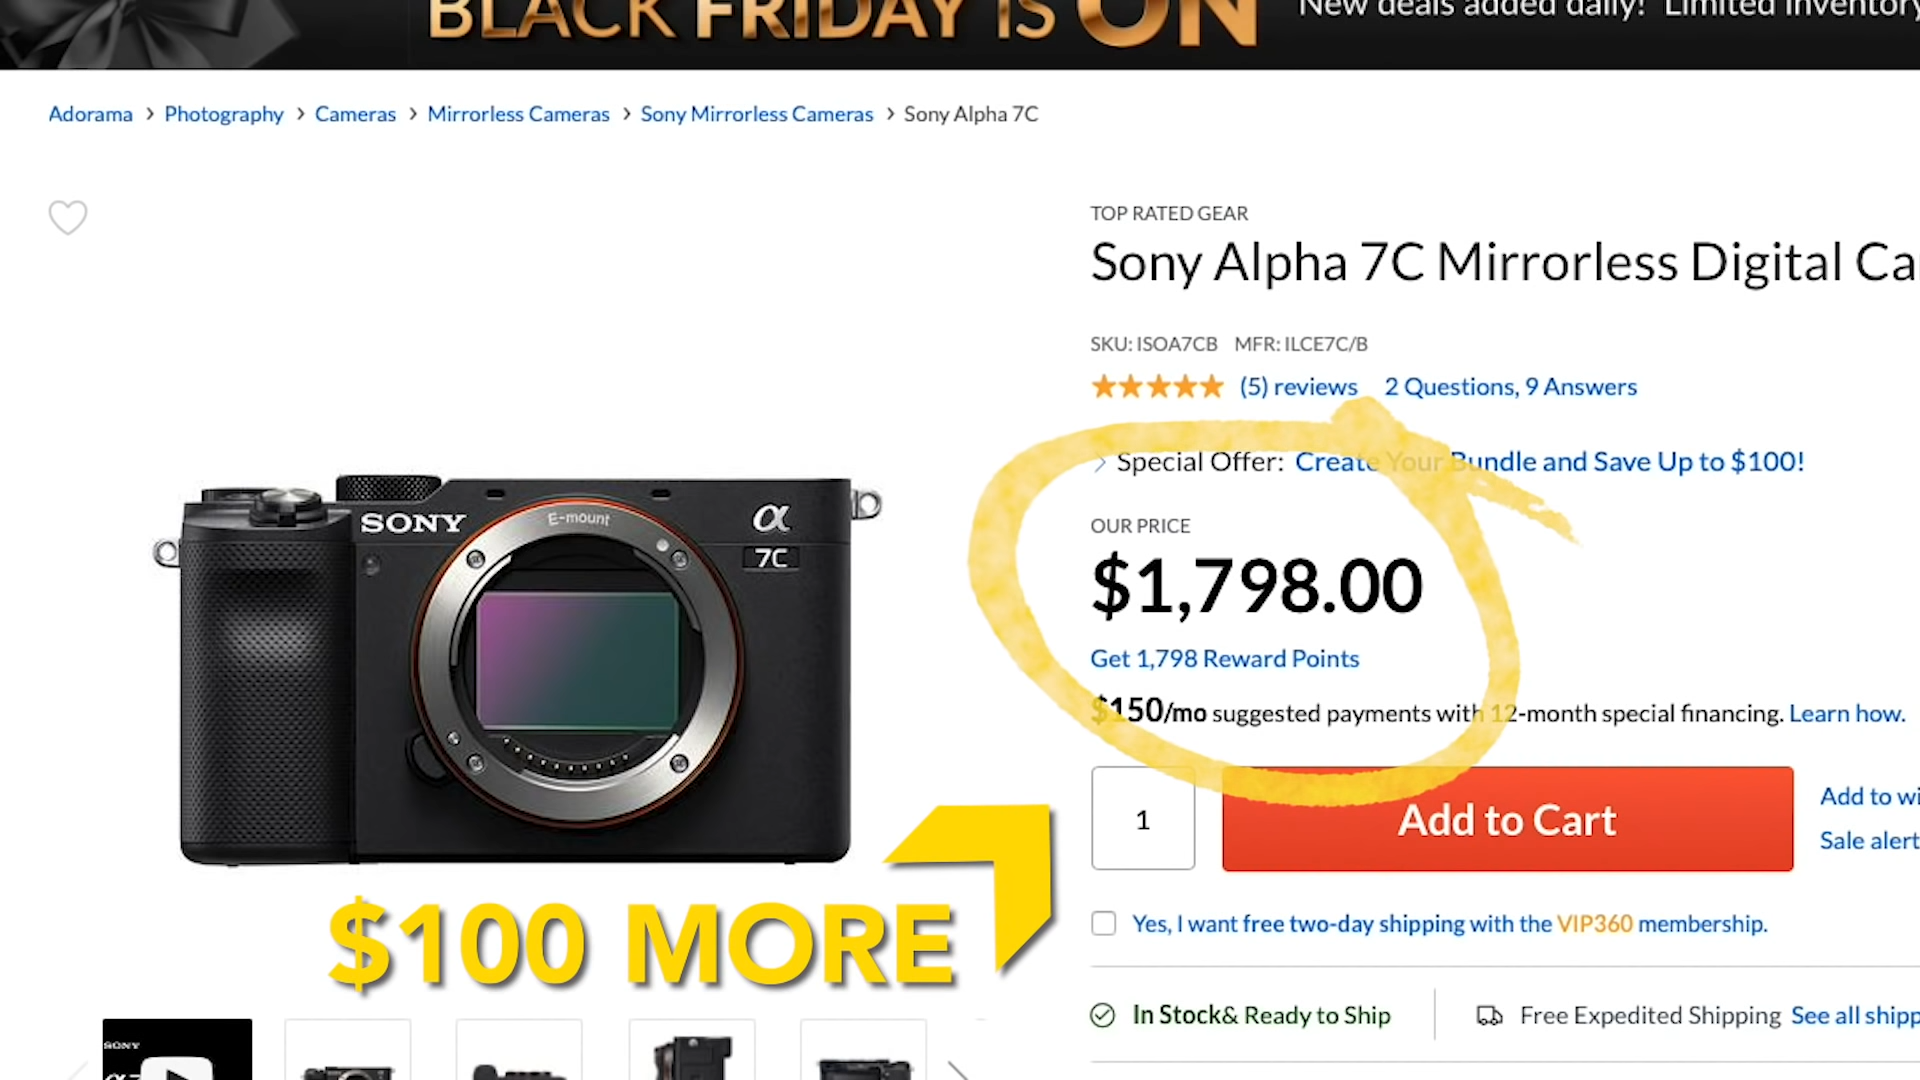 BLACK FRIDAY IS ON
New deals added daily! Limited Inventory
Adorama > Photography > Cameras > Mirrorless Cameras > Sony Mirrorless Cameras > Sony Alpha 7C
TOP RATED GEAR
Sony Alpha 7C Mirrorless Digital Ca
SKU: ISOA7CB MFR: ILCE7C/B
(5) reviews 2 Questions, 9 Answers
Special Offer: Create Your Bundle and Save Up to $100!
OUR PRICE
$1,798.00
Get 1,798 Reward Points
$150/mo suggested payments with 12-month special financing. Learn how.
1
Add to Cart
Add to wi
Sale alert
Yes, I want free two-day shipping with the VIP360 membership.
In Stock & Ready to Ship
Free Expedited Shipping See all shipp
SONY
E-mount
α
7C
$100 MORE
SONY
α7